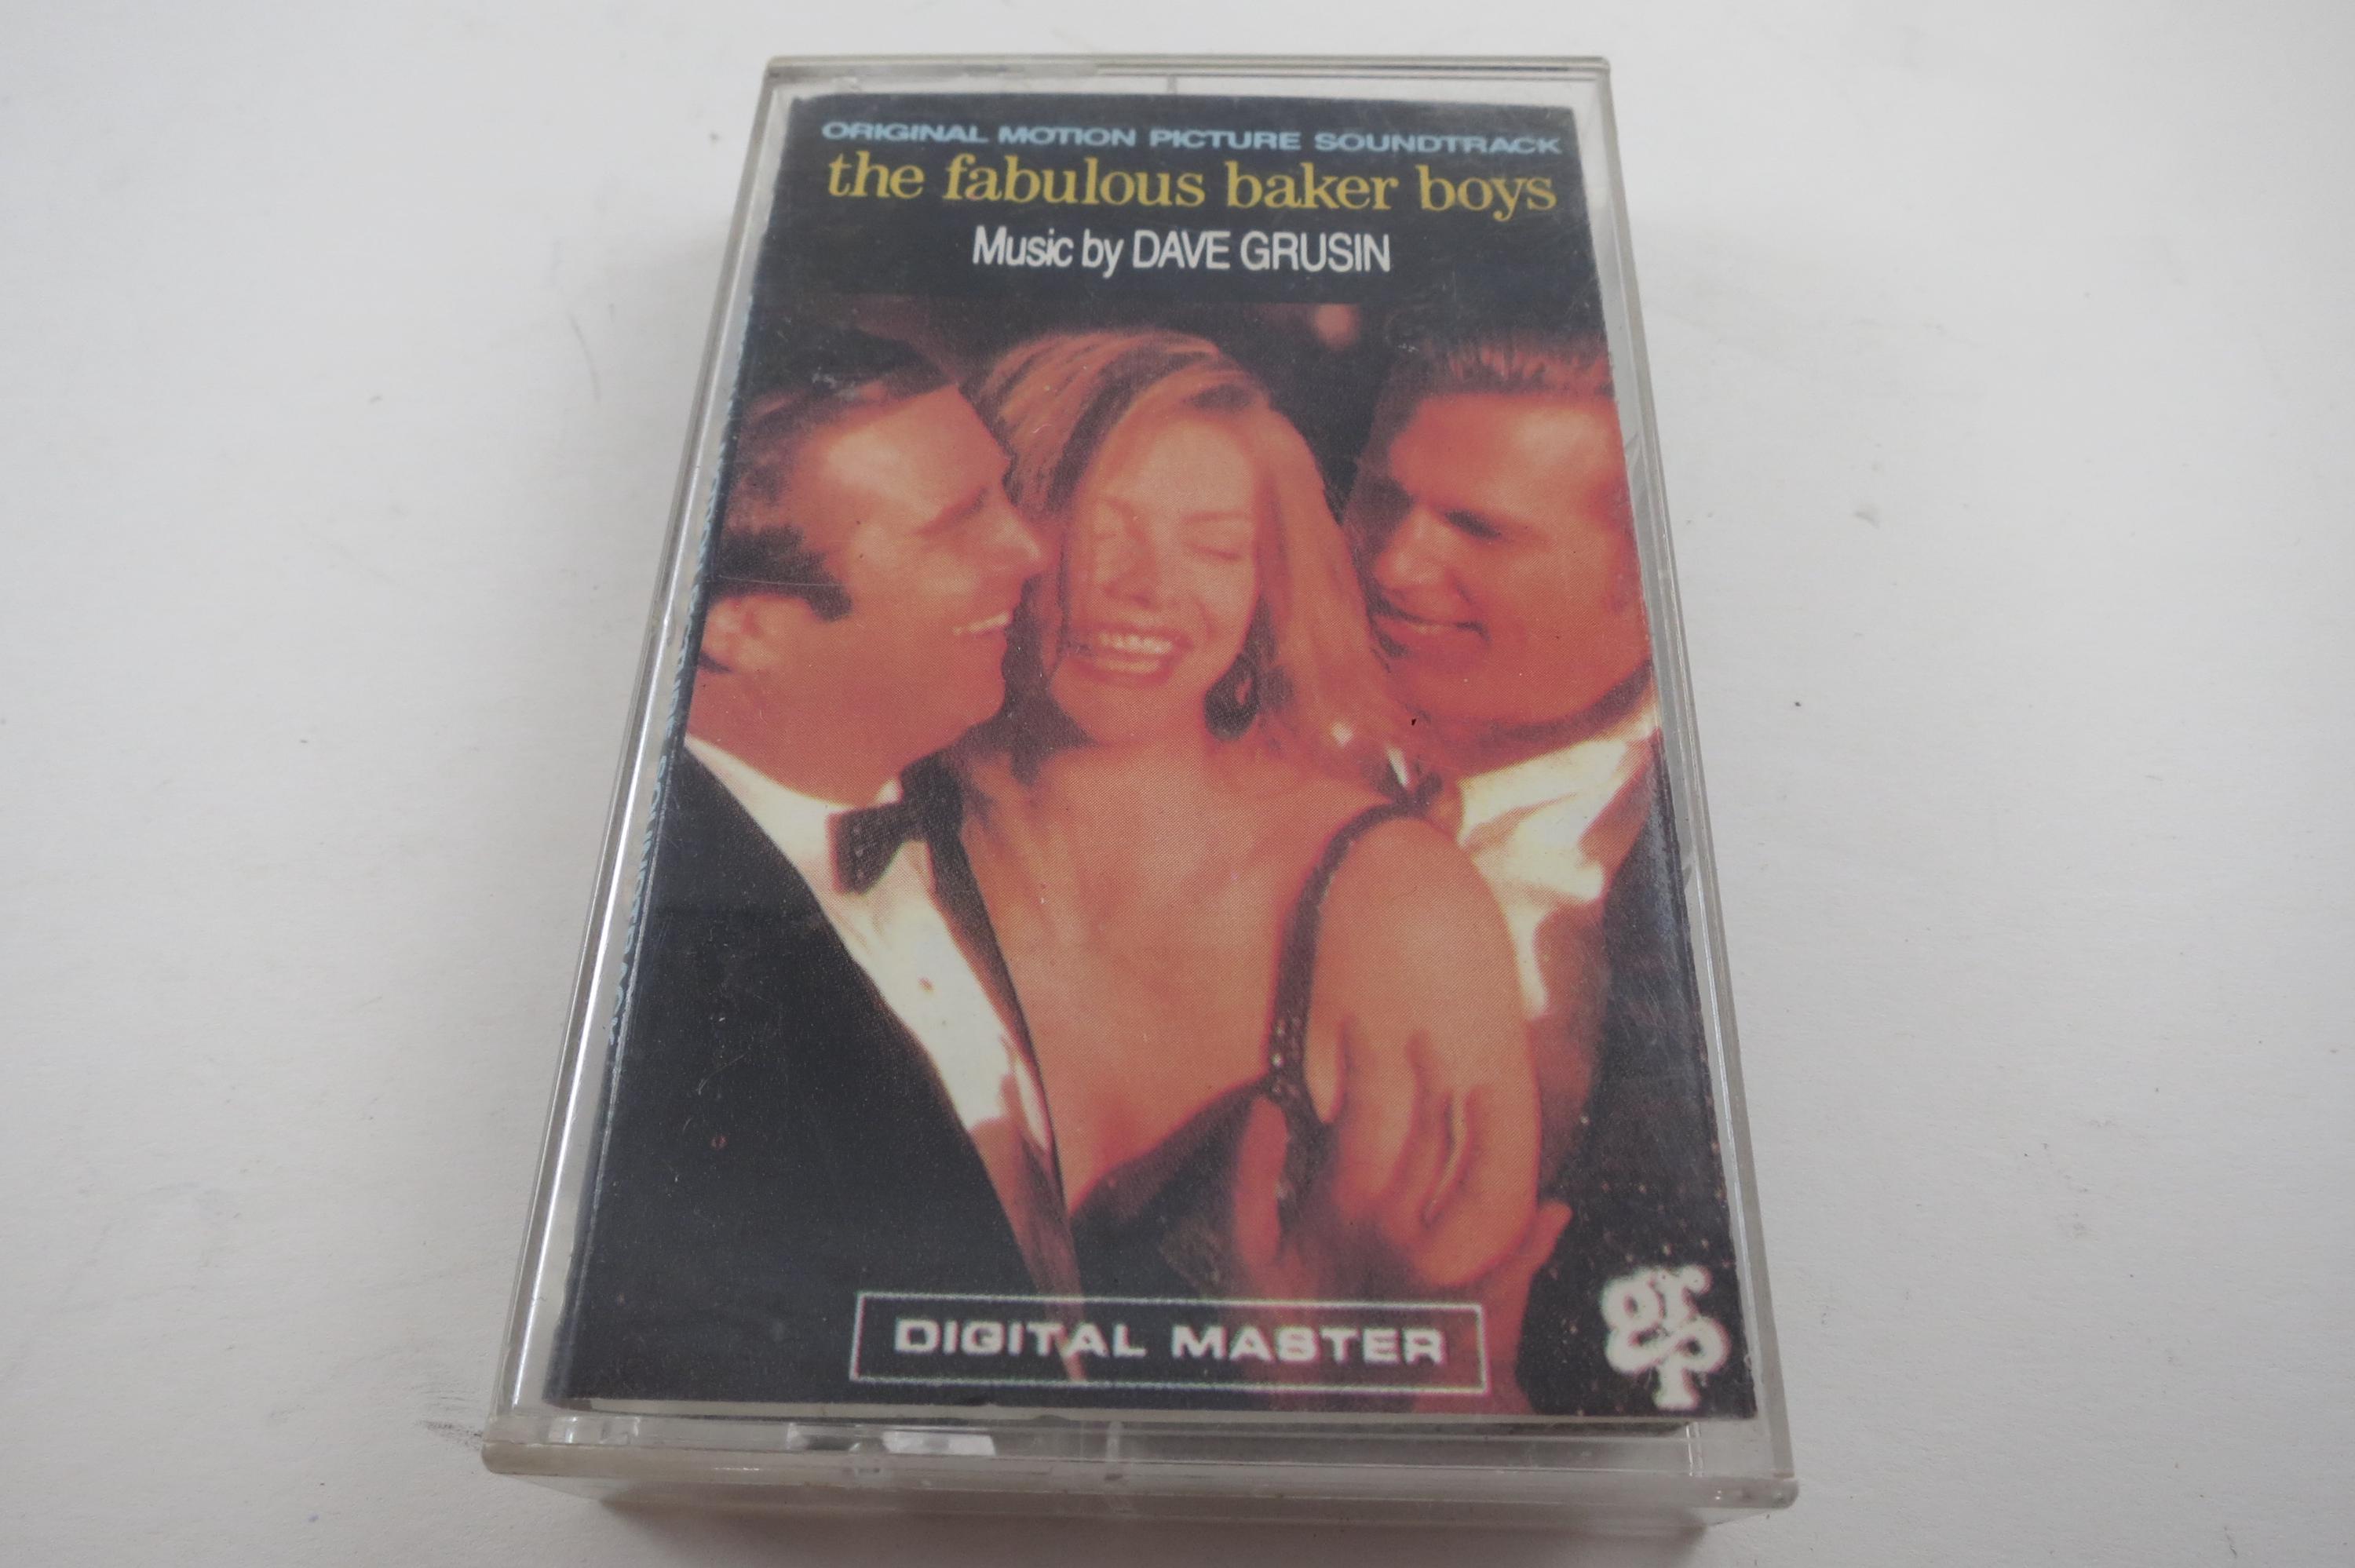 ORIGINAL MOTION PICTURE SOUNDTRACK
the fabulous baker boys
Music by DAVE GRUSIN
DIGITAL MASTER
grp